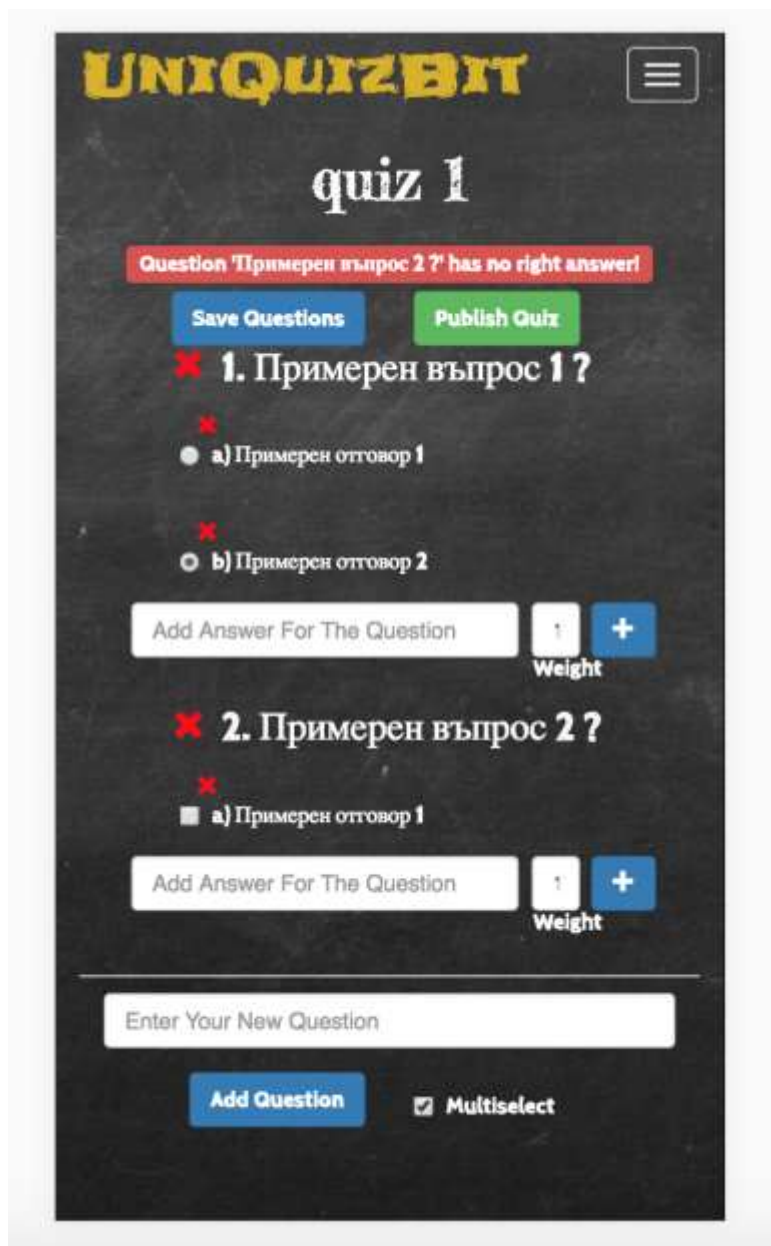 UNIQUIZBIT
quiz 1
Question 'Примерен въпрос 2 ?' has no right answer!
Save Questions Publish Quiz
1. Примерен въпрос 1 ?
a) Примерен отговор 1
b) Примерен отговор 2
Add Answer For The Question 1
Weight
2. Примерен въпрос 2 ?
a) Примерен отговор 1
Add Answer For The Question 1
Weight
Enter Your New Question
Add Question Multiselect